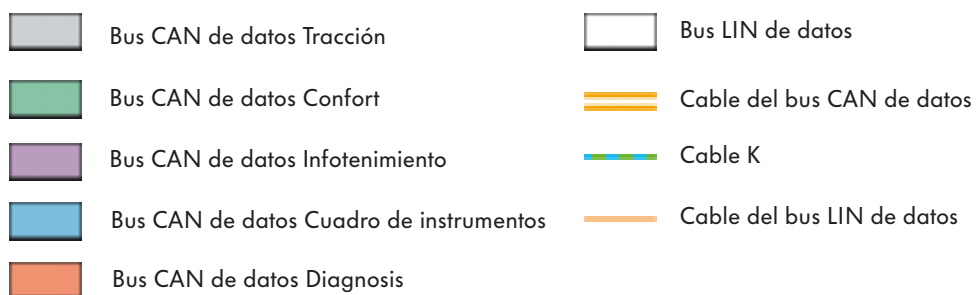 Bus CAN de datos Tracción
Bus CAN de datos Confort
Bus CAN de datos Infotenimiento
Bus CAN de datos Cuadro de instrumentos
Bus CAN de datos Diagnosis
Bus LIN de datos
Cable del bus CAN de datos
Cable K
Cable del bus LIN de datos